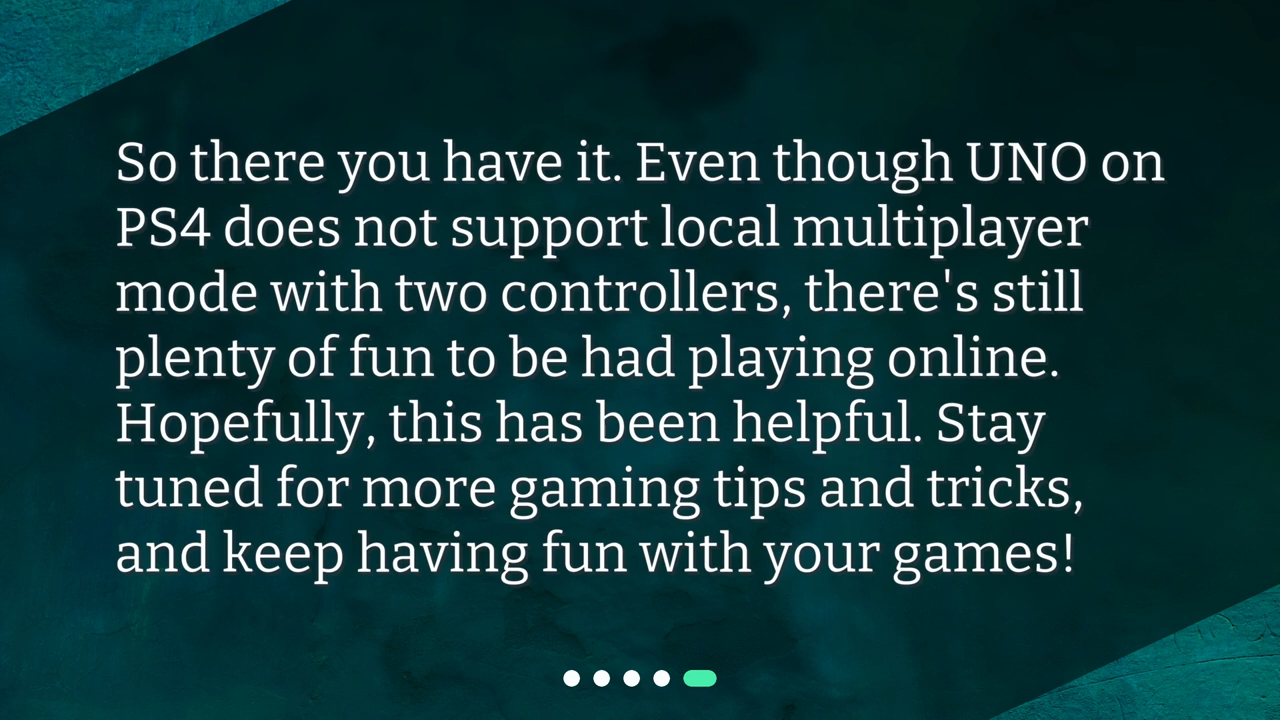 So there you have it. Even though UNO on
PS4 does not support local multiplayer
mode with two controllers, there's still
plenty of fun to be had playing online.
Hopefully, this has been helpful. Stay
tuned for more gaming tips and tricks,
and keep having fun with your games!